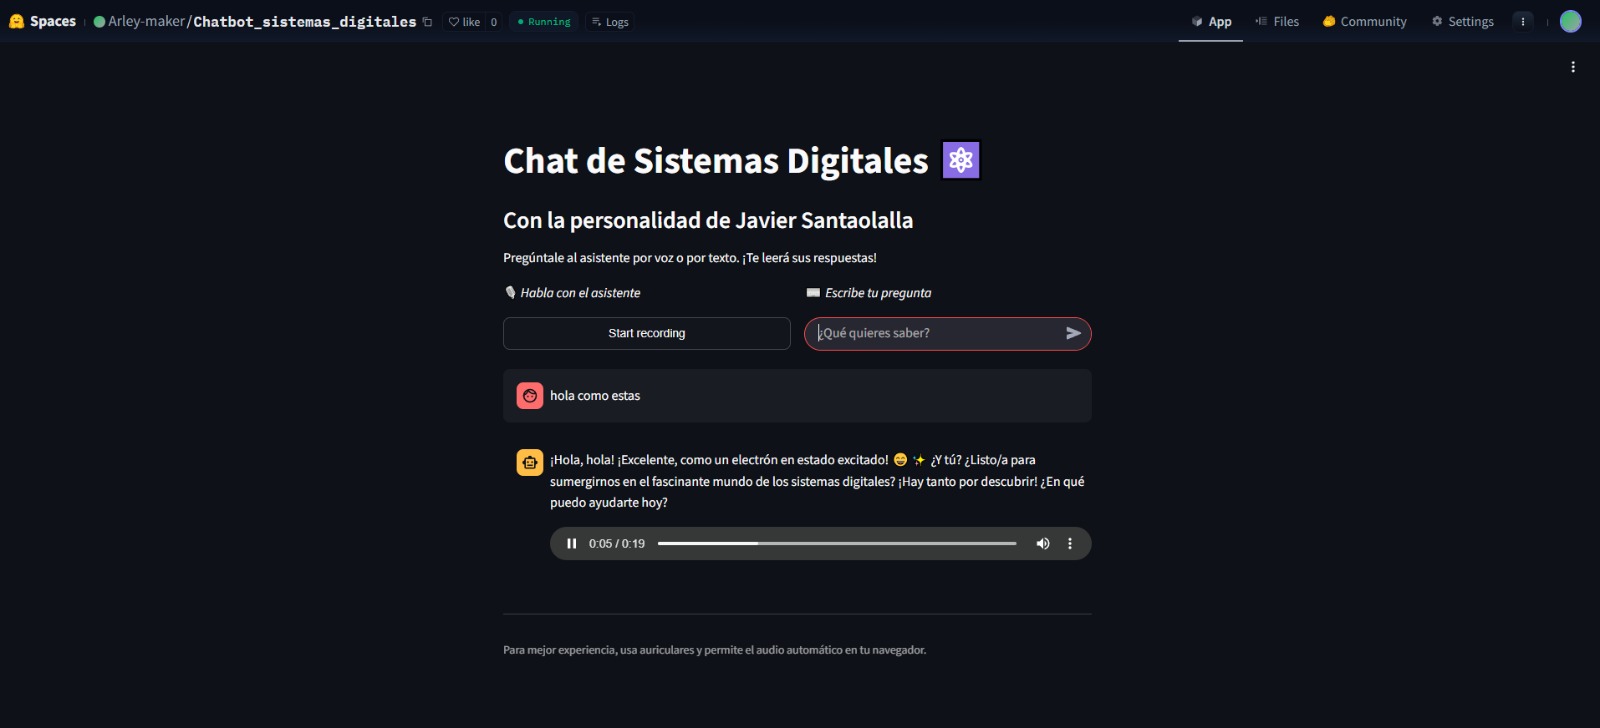 Spaces Arley-maker/Chatbot_sistemas_digitales like 0 Running Logs App Files Community Settings
Chat de Sistemas Digitales
Con la personalidad de Javier Santaolalla
Pregúntale al asistente por voz o por texto. ¡Te leerá sus respuestas!
Habla con el asistente Escribe tu pregunta
Start recording ¿Qué quieres saber?
hola como estas
¡Hola, hola! ¡Excelente, como un electrón en estado excitado! 😄 ✨ ¿Y tú? ¿Listo/a para
sumergirnos en el fascinante mundo de los sistemas digitales? ¡Hay tanto por descubrir! ¿En qué
puedo ayudarte hoy?
0:05 / 0:19
Para mejor experiencia, usa auriculares y permite el audio automático en tu navegador.